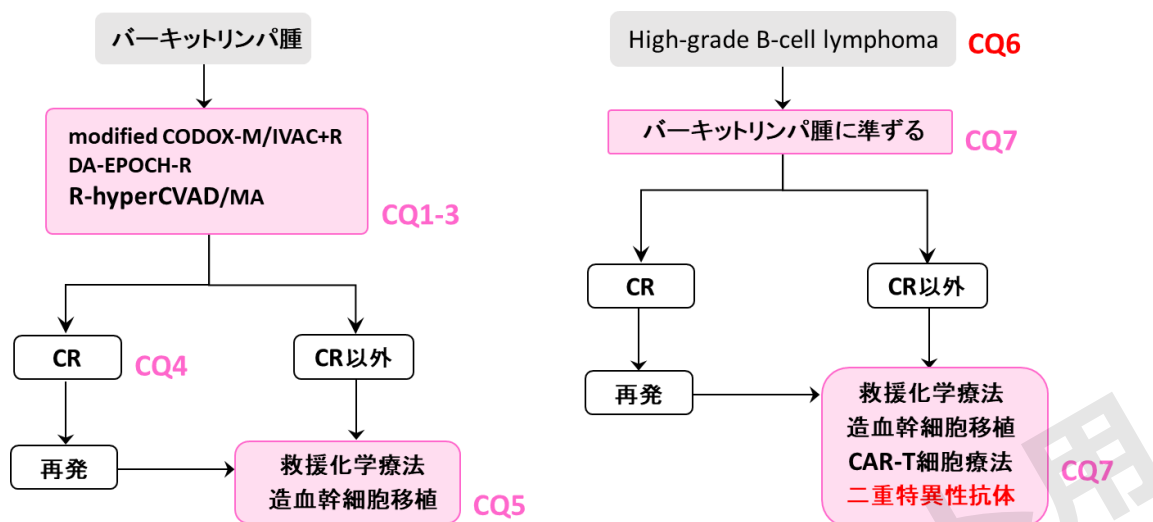 バーキットリンパ腫
modified CODOX-M/IVAC+R
DA-EPOCH-R
R-hyperCVAD/MA
CQ1-3
CR
CQ4
CR以外
再発
救援化学療法
造血幹細胞移植
CQ5
High-grade B-cell lymphoma
CQ6
バーキットリンパ腫に準ずる
CQ7
CR
CR以外
再発
救援化学療法
造血幹細胞移植
CAR-T細胞療法
二重特異性抗体
CQ7
用